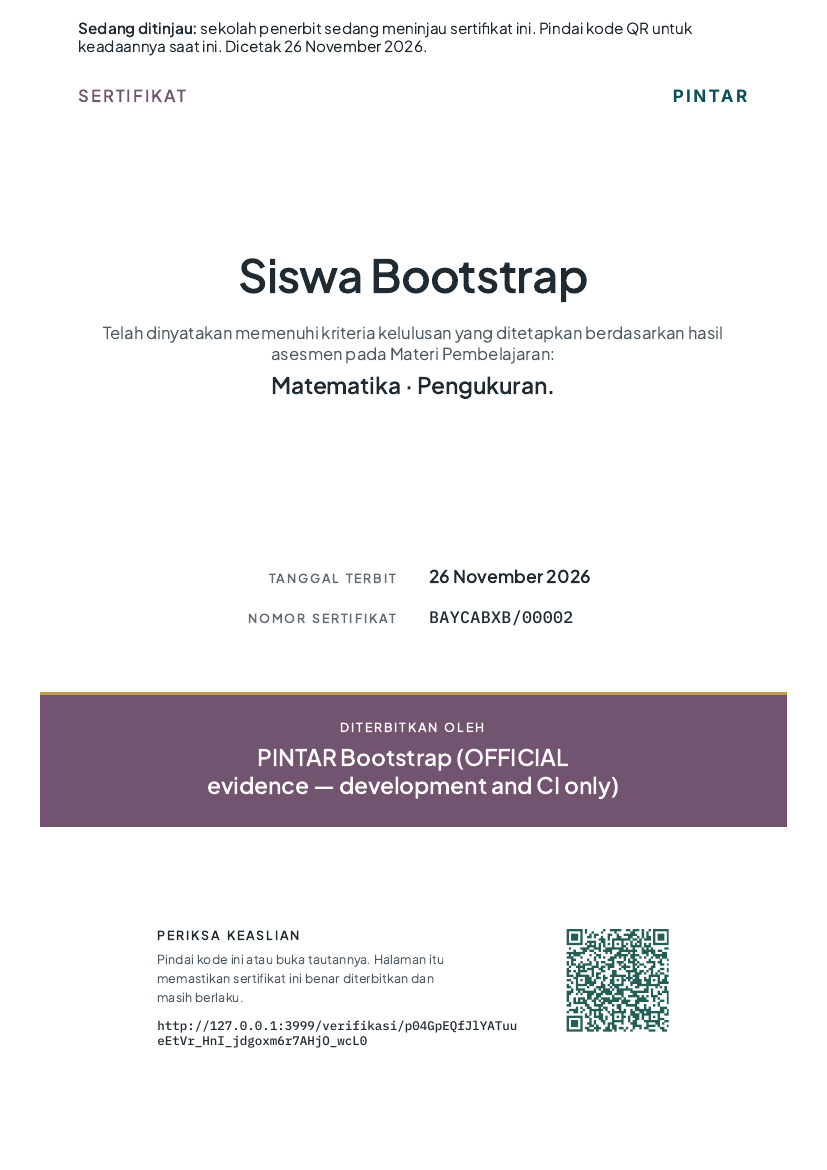 Sedang ditinjau: sekolah penerbit sedang meninjau sertifikat ini. Pindai kode QR untuk
keadaannya saat ini. Dicetak 26 November 2026.
SERTIFIKAT
PINTAR
Siswa Bootstrap
Telah dinyatakan memenuhi kriteria kelulusan yang ditetapkan berdasarkan hasil
asesmen pada Materi Pembelajaran:
Matematika · Pengukuran.
TANGGAL TERBIT 26 November 2026
NOMOR SERTIFIKAT BAYCABXB/00002
DITERBITKAN OLEH
PINTAR Bootstrap (OFFICIAL
evidence — development and CI only)
PERIKSA KEASLIAN
Pindai kode ini atau buka tautannya. Halaman itu
memastikan sertifikat ini benar diterbitkan dan
masih berlaku.
http://127.0.0.1:3999/verifikasi/p04GpEQfJlYATuu
eEtVr_HnI_jdgoxm6r7AHjO_wcL0